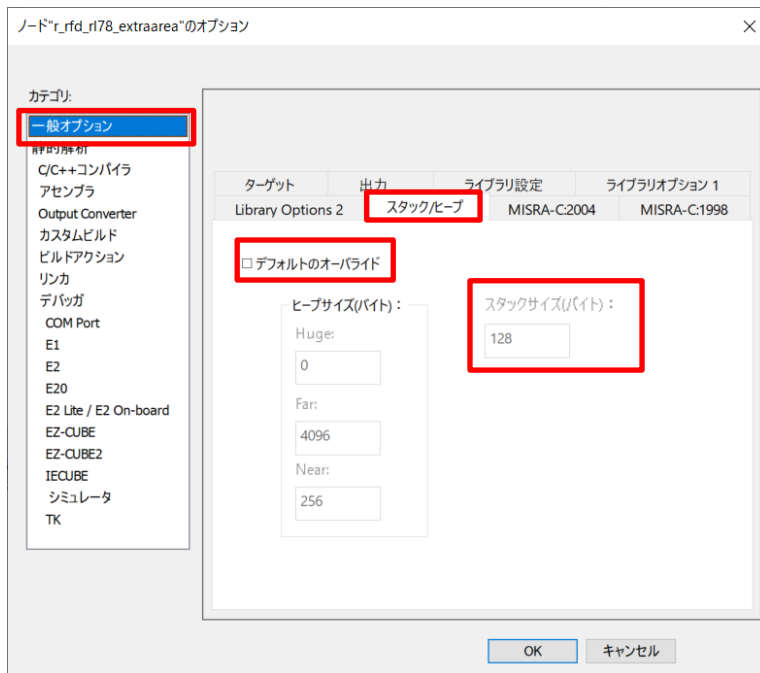 ノード"r_rfd_rl78_extraarea"のオプション
カテゴリ:
一般オプション
静的解析
C/C++コンパイラ
アセンブラ
Output Converter
カスタムビルド
ビルドアクション
リンカ
デバッガ
COM Port
E1
E2
E20
E2 Lite / E2 On-board
EZ-CUBE
EZ-CUBE2
IECUBE
シミュレータ
TK
ターゲット 出力 ライブラリ設定 ライブラリオプション 1
Library Options 2 スタック/ヒープ MISRA-C:2004 MISRA-C:1998
デフォルトのオーバライド
ヒープサイズ(バイト)：
Huge:
0
Far:
4096
Near:
256
スタックサイズ(バイト)：
128
OK キャンセル